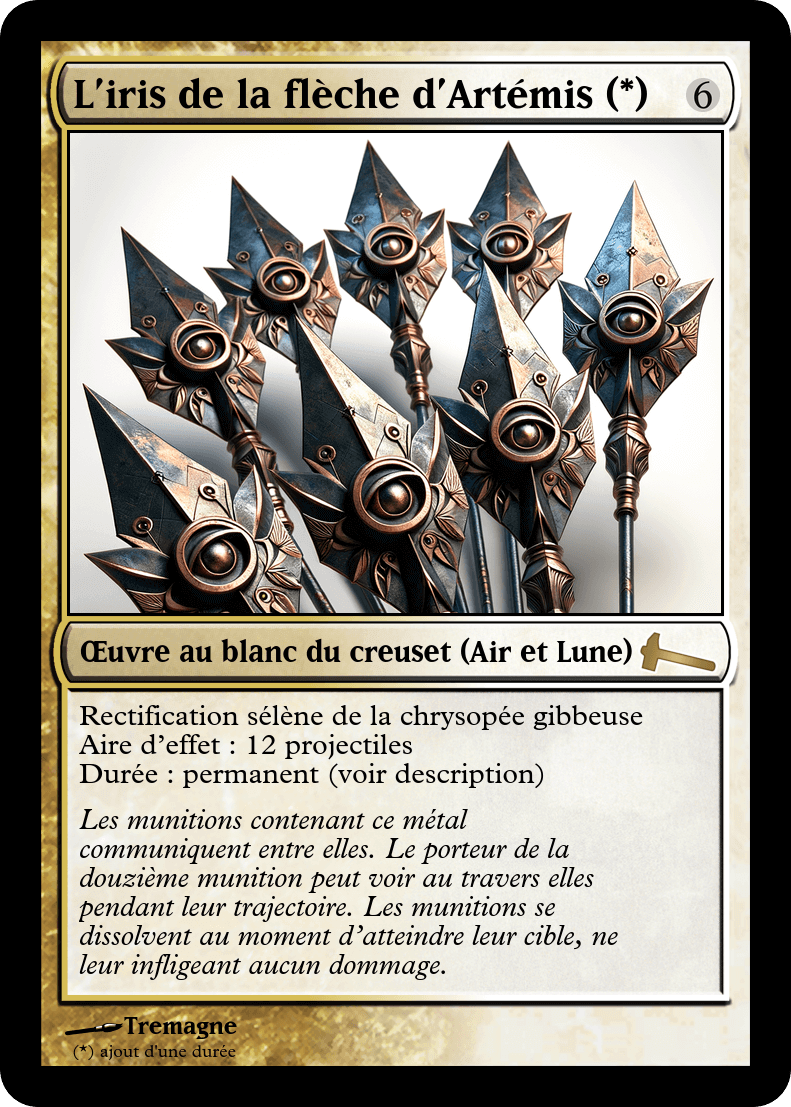 L'iris de la flèche d'Artémis (*) 6
Œuvre au blanc du creuset (Air et Lune)
Rectification sélène de la chrysopée gibbeuse
Aire d'effet : 12 projectiles
Durée : permanent (voir description)
Les munitions contenant ce métal
communiquent entre elles. Le porteur de la
douzième munition peut voir au travers elles
pendant leur trajectoire. Les munitions se
dissolvent au moment d'atteindre leur cible, ne
leur infligeant aucun dommage.
Tremagne
(*) ajout d'une durée